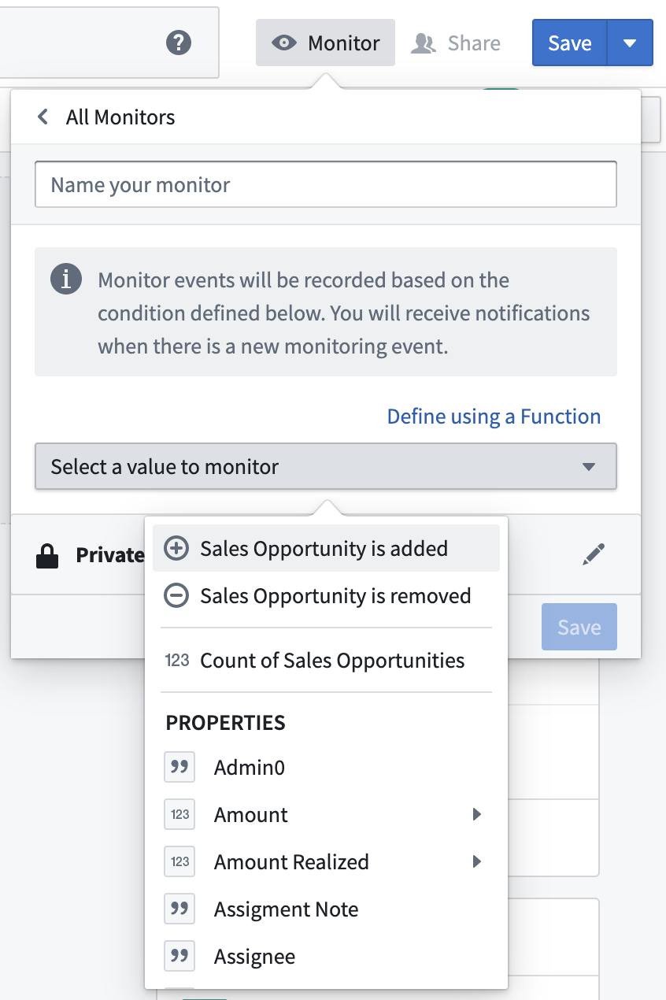 ?
Monitor
Share
Save
All Monitors
Name your monitor
i
Monitor events will be recorded based on the
condition defined below. You will receive notifications
when there is a new monitoring event.
Define using a Function
Select a value to monitor
Private
Sales Opportunity is added
Sales Opportunity is removed
Save
123 Count of Sales Opportunities
PROPERTIES
Admin0
123 Amount
123 Amount Realized
Assigment Note
Assignee